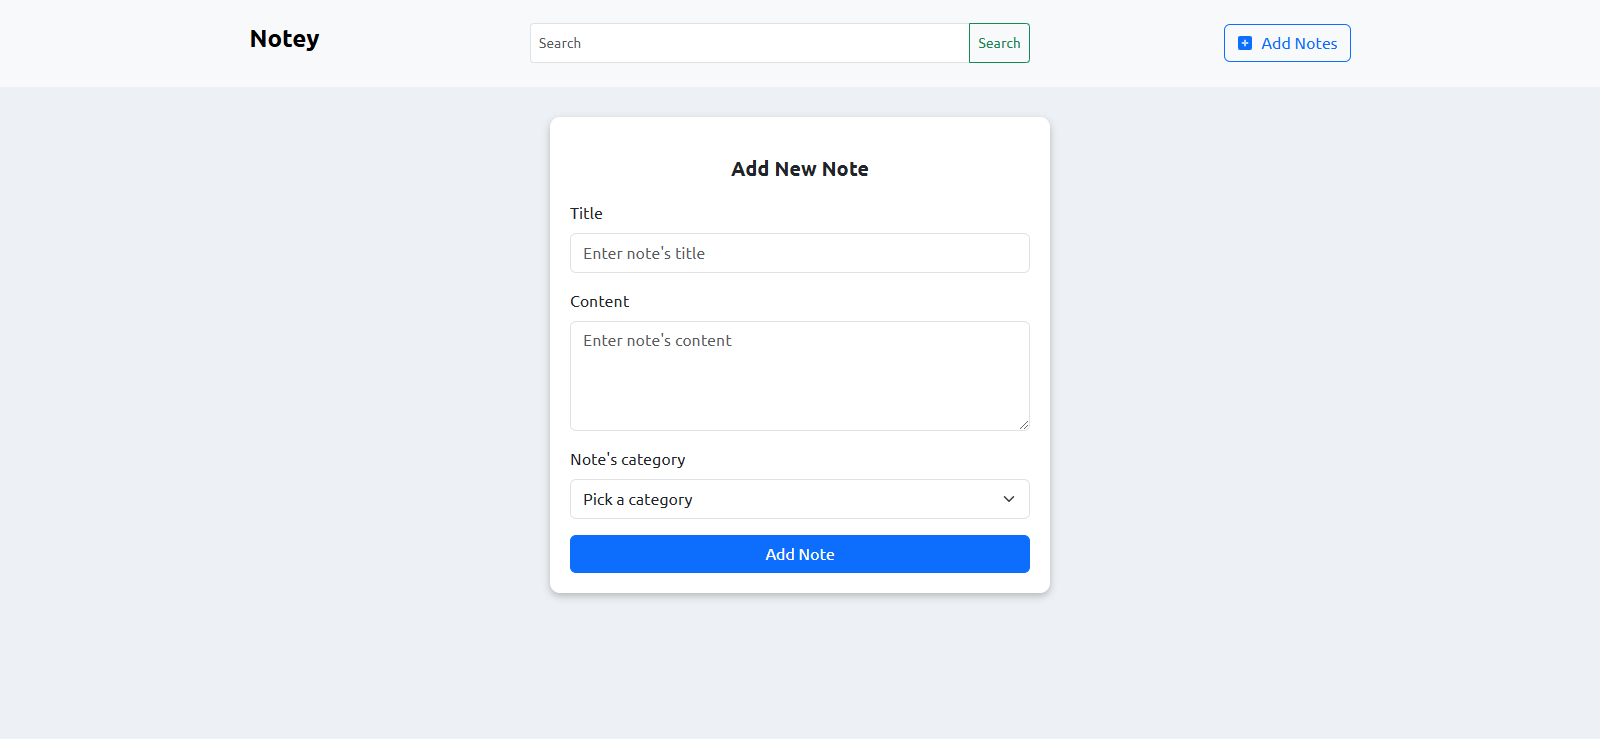 Notey
Search
Search
Add Notes
Add New Note
Title
Enter note's title
Content
Enter note's content
Note's category
Pick a category
Add Note